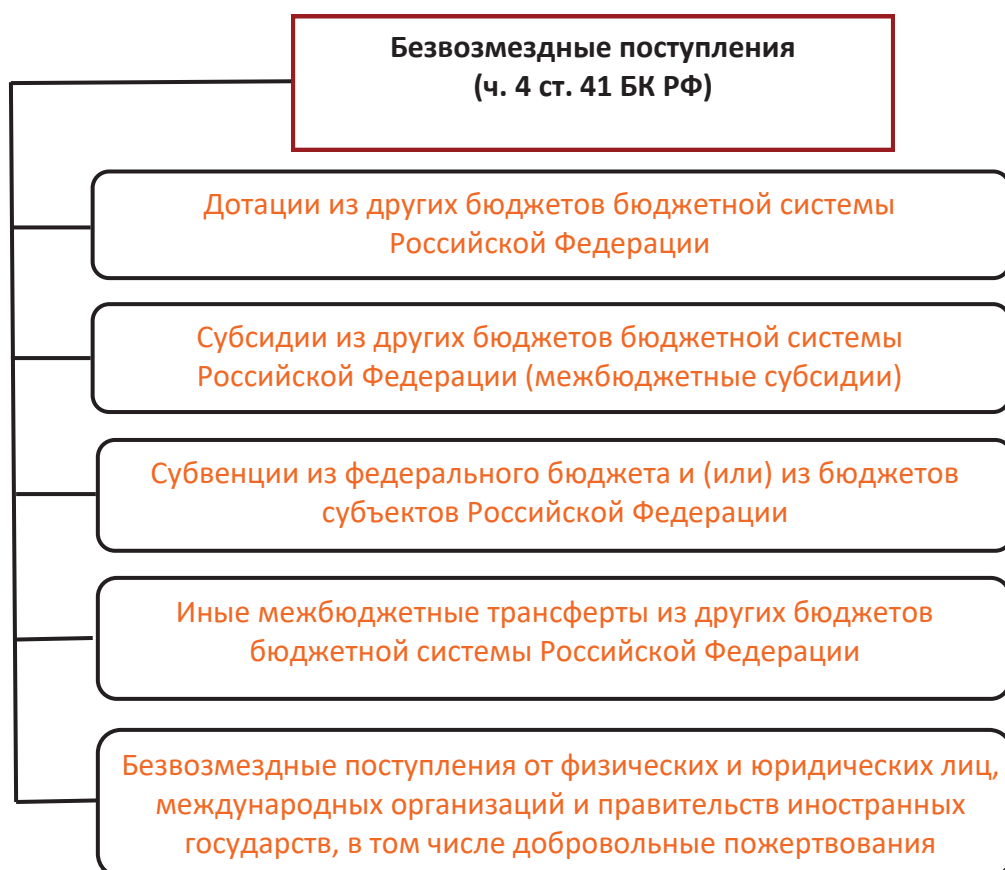 Безвозмездные поступления
(ч. 4 ст. 41 БК РФ)
Дотации из других бюджетов бюджетной системы
Российской Федерации
Субсидии из других бюджетов бюджетной системы
Российской Федерации (межбюджетные субсидии)
Субвенции из федерального бюджета и (или) из бюджетов
субъектов Российской Федерации
Иные межбюджетные трансферты из других бюджетов
бюджетной системы Российской Федерации
Безвозмездные поступления от физических и юридических лиц,
международных организаций и правительств иностранных
государств, в том числе добровольные пожертвования